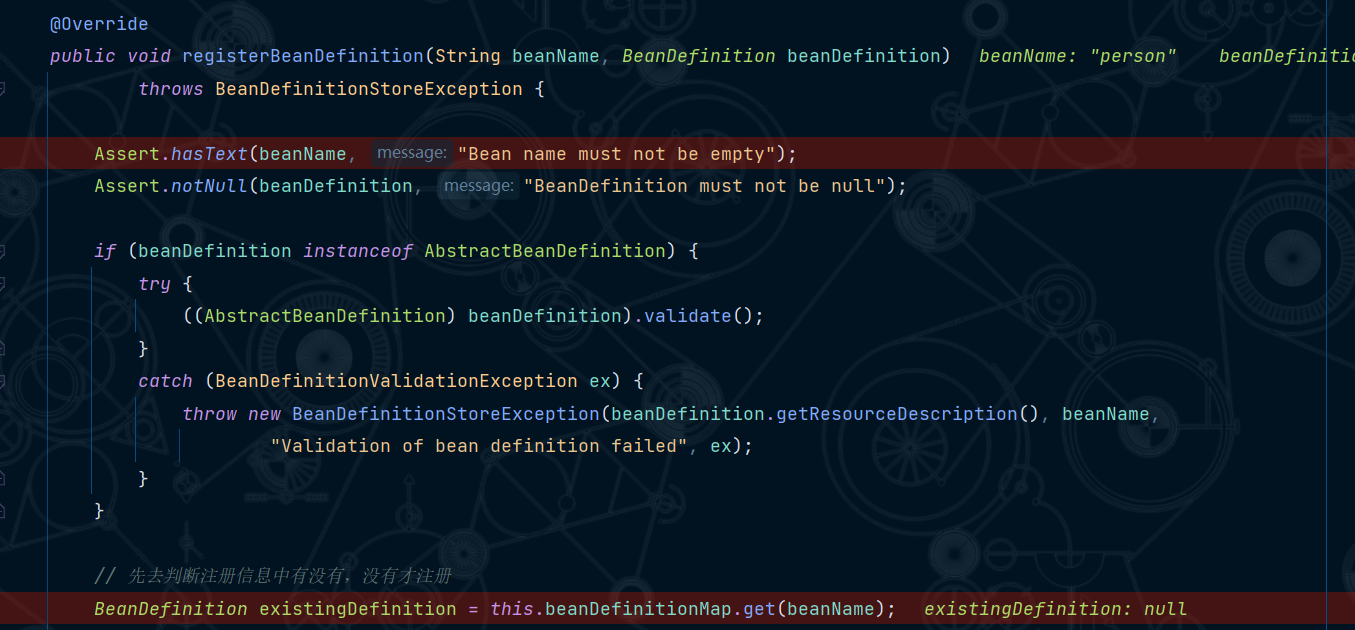 @Override
public void registerBeanDefinition(String beanName, BeanDefinition beanDefinition)   beanName: "person"   beanDefinitio
throws BeanDefinitionStoreException {
Assert.hasText(beanName, message: "Bean name must not be empty");
Assert.notNull(beanDefinition, message: "BeanDefinition must not be null");
if (beanDefinition instanceof AbstractBeanDefinition) {
try {
((AbstractBeanDefinition) beanDefinition).validate();
}
catch (BeanDefinitionValidationException ex) {
throw new BeanDefinitionStoreException(beanDefinition.getResourceDescription(), beanName,
"Validation of bean definition failed", ex);
}
}
// 先去判断注册信息中有没有，没有才注册
BeanDefinition existingDefinition = this.beanDefinitionMap.get(beanName);   existingDefinition: null